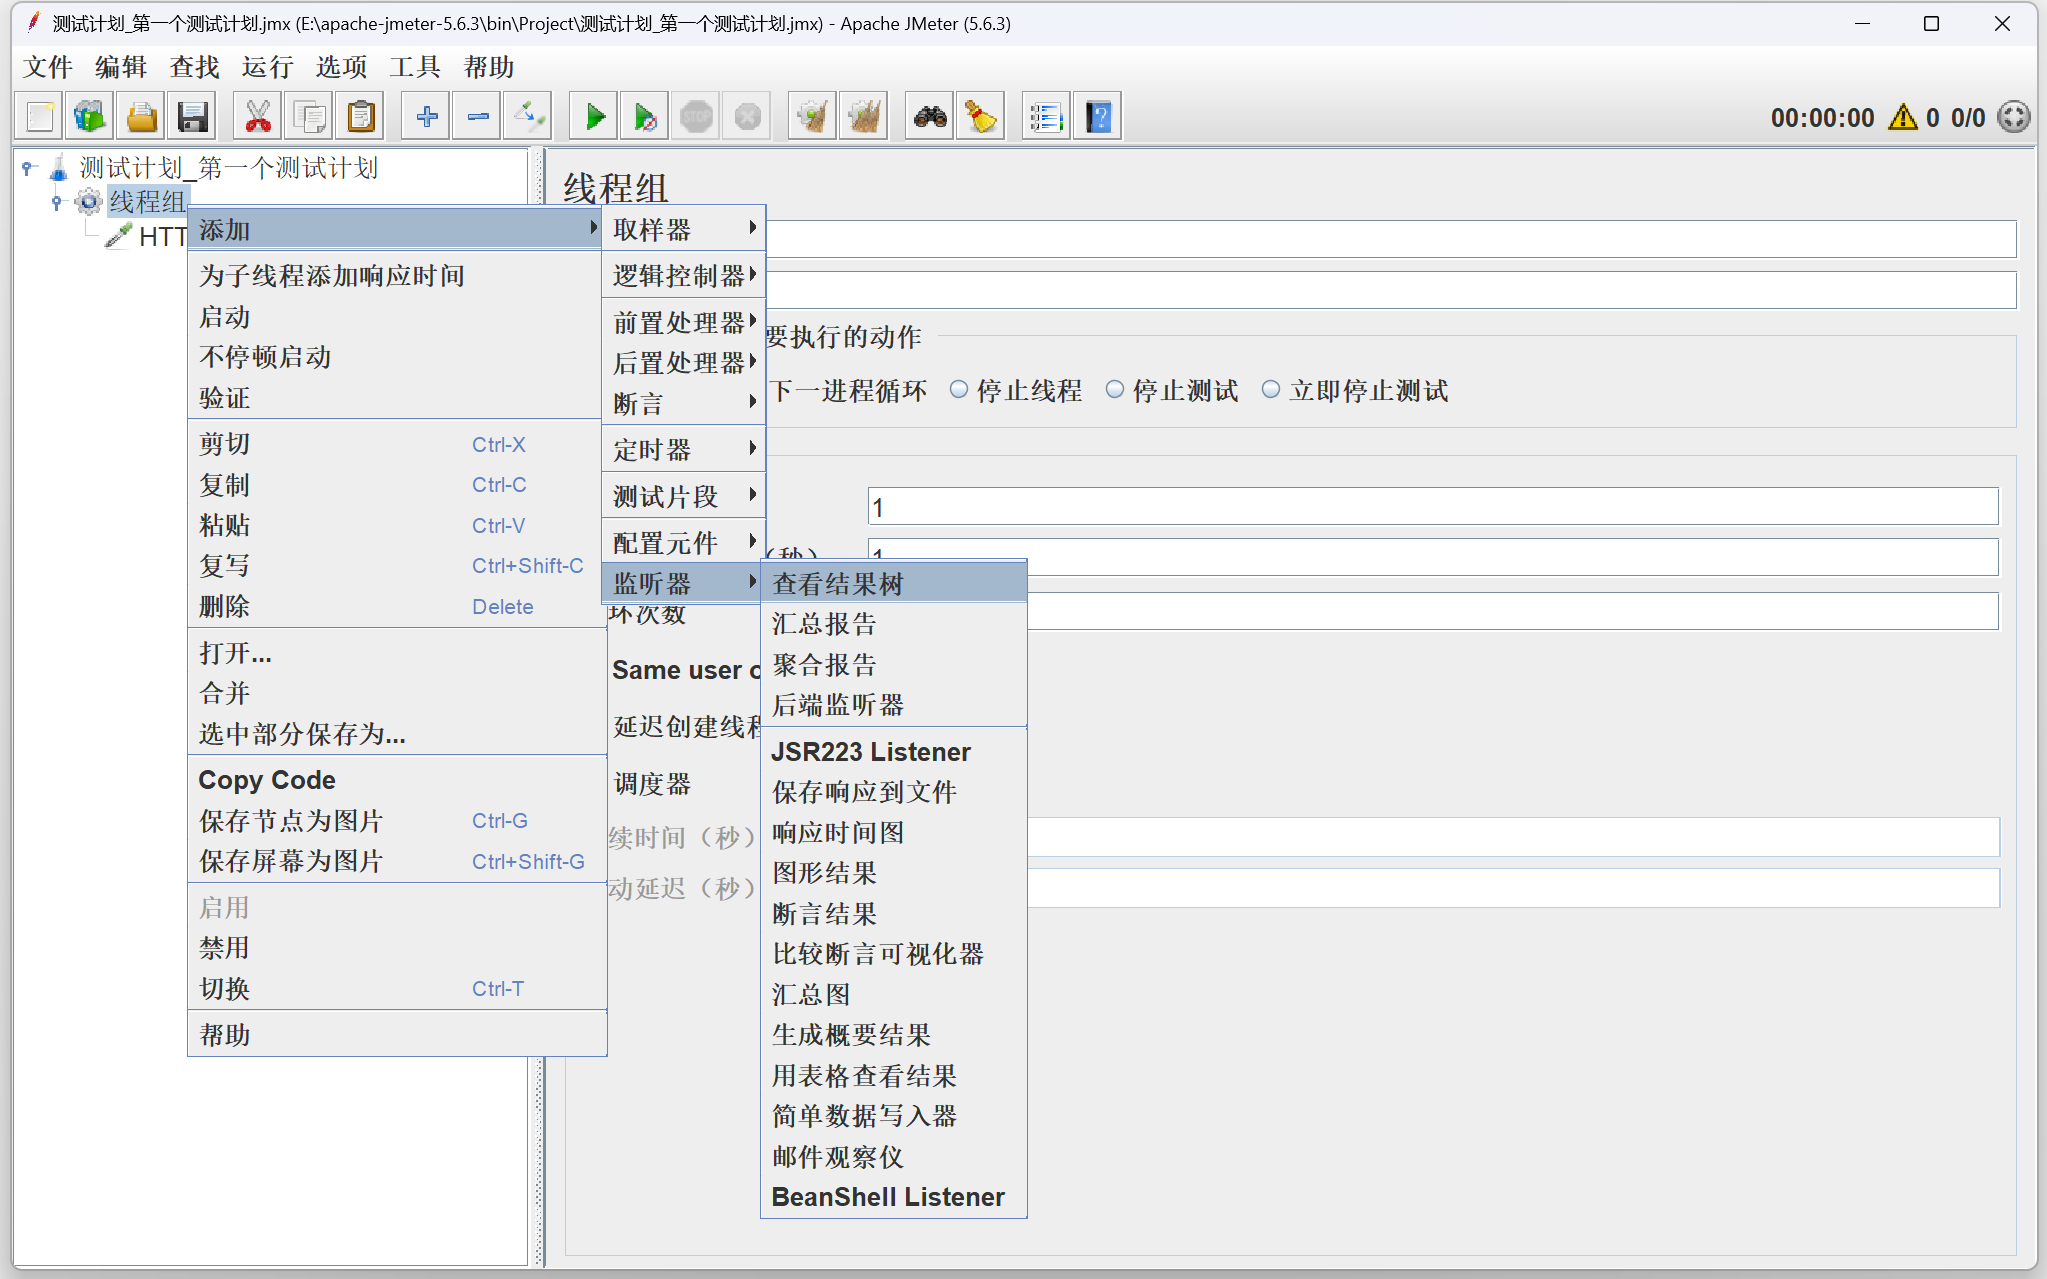 测试计划_第一个测试计划.jmx (E:\apache-jmeter-5.6.3\bin\Project\测试计划_第一个测试计划.jmx) - Apache JMeter (5.6.3)
文件 编辑 查找 运行 选项 工具 帮助
STOP
00:00:00 0 0/0
测试计划_第一个测试计划
线程组
HTT
线程组
添加
为子线程添加响应时间
启动
不停顿启动
验证
剪切 Ctrl-X
复制 Ctrl-C
粘贴 Ctrl-V
复写 Ctrl+Shift-C
删除 Delete
打开...
合并
选中部分保存为...
Copy Code
保存节点为图片 Ctrl-G
保存屏幕为图片 Ctrl+Shift-G
启用
禁用
切换 Ctrl-T
帮助
取样器
逻辑控制器
前置处理器
后置处理器
断言
定时器
测试片段
配置元件
监听器
查看结果树
汇总报告
聚合报告
后端监听器
JSR223 Listener
保存响应到文件
响应时间图
图形结果
断言结果
比较断言可视化器
汇总图
生成概要结果
用表格查看结果
简单数据写入器
邮件观察仪
BeanShell Listener
要执行的动作
下一进程循环 停止线程 停止测试 立即停止测试
1
（秒） 1
环次数
Same user o
延迟创建线程
调度器
续时间（秒）
动延迟（秒）